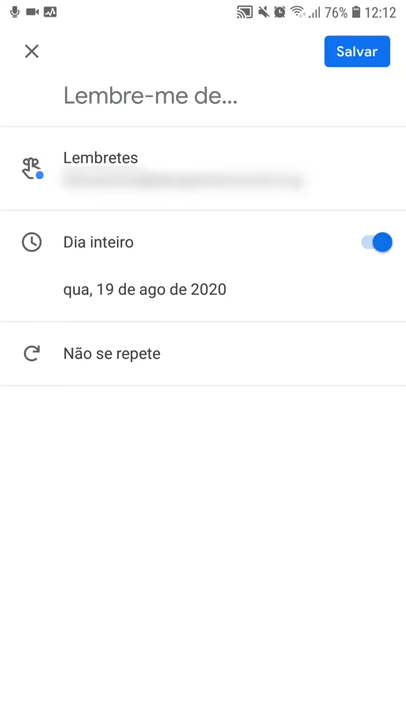 76% 12:12
Salvar
Lembre-me de...
Lembretes
Dia inteiro
qua, 19 de ago de 2020
Não se repete